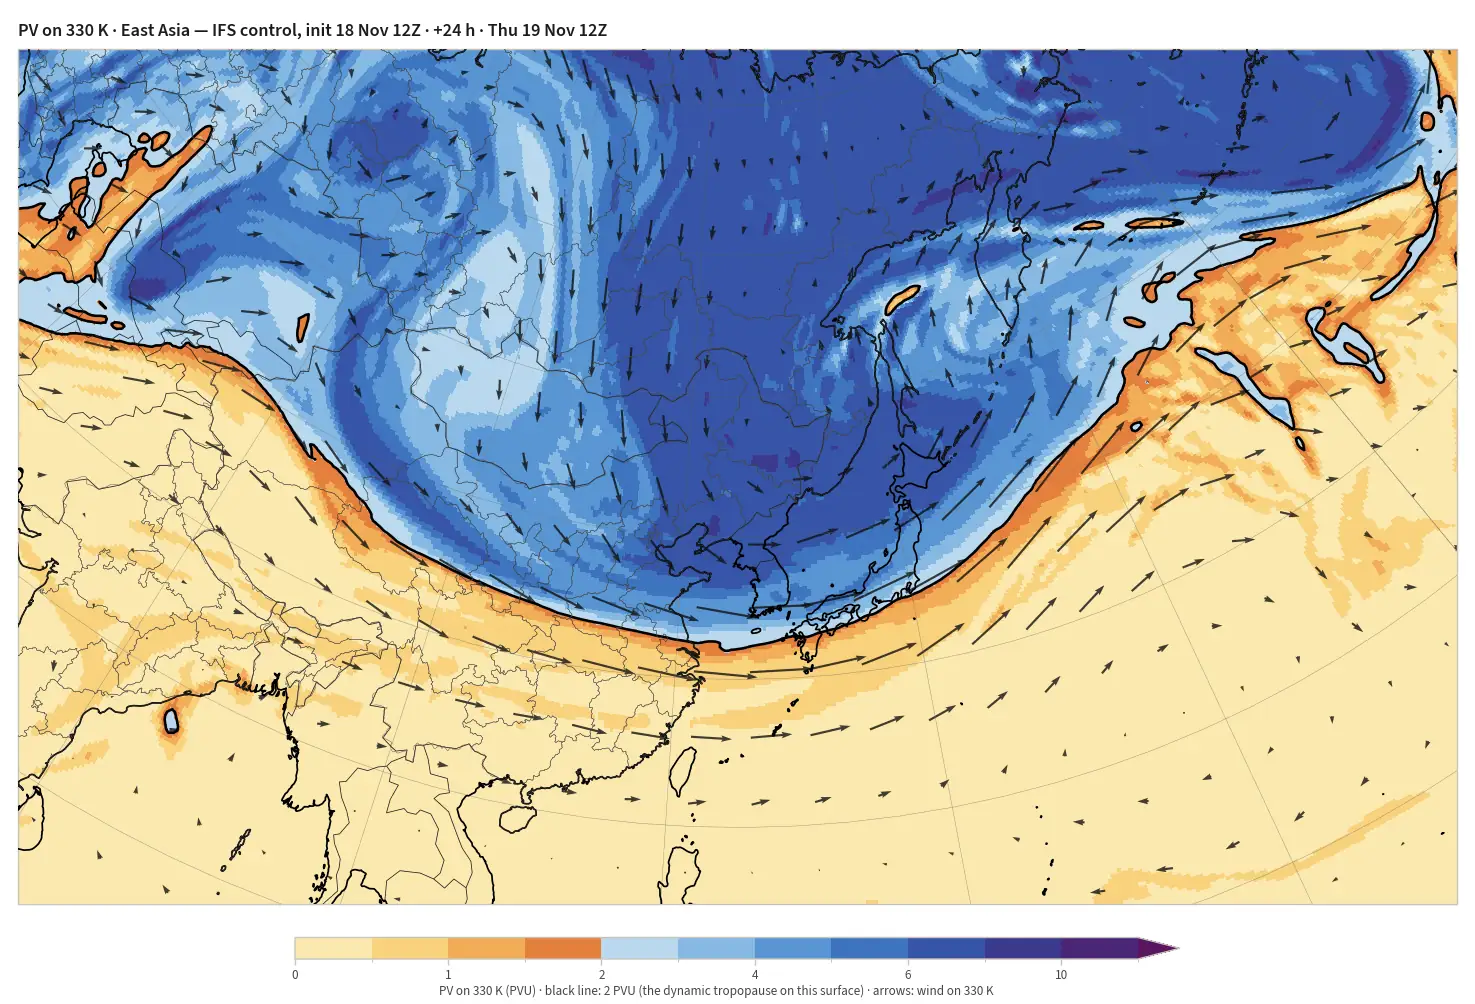 PV on 330 K · East Asia — IFS control, init 18 Nov 12Z · +24 h · Thu 19 Nov 12Z
0 1 2 4 6 10
PV on 330 K (PVU) · black line: 2 PVU (the dynamic tropopause on this surface) · arrows: wind on 330 K